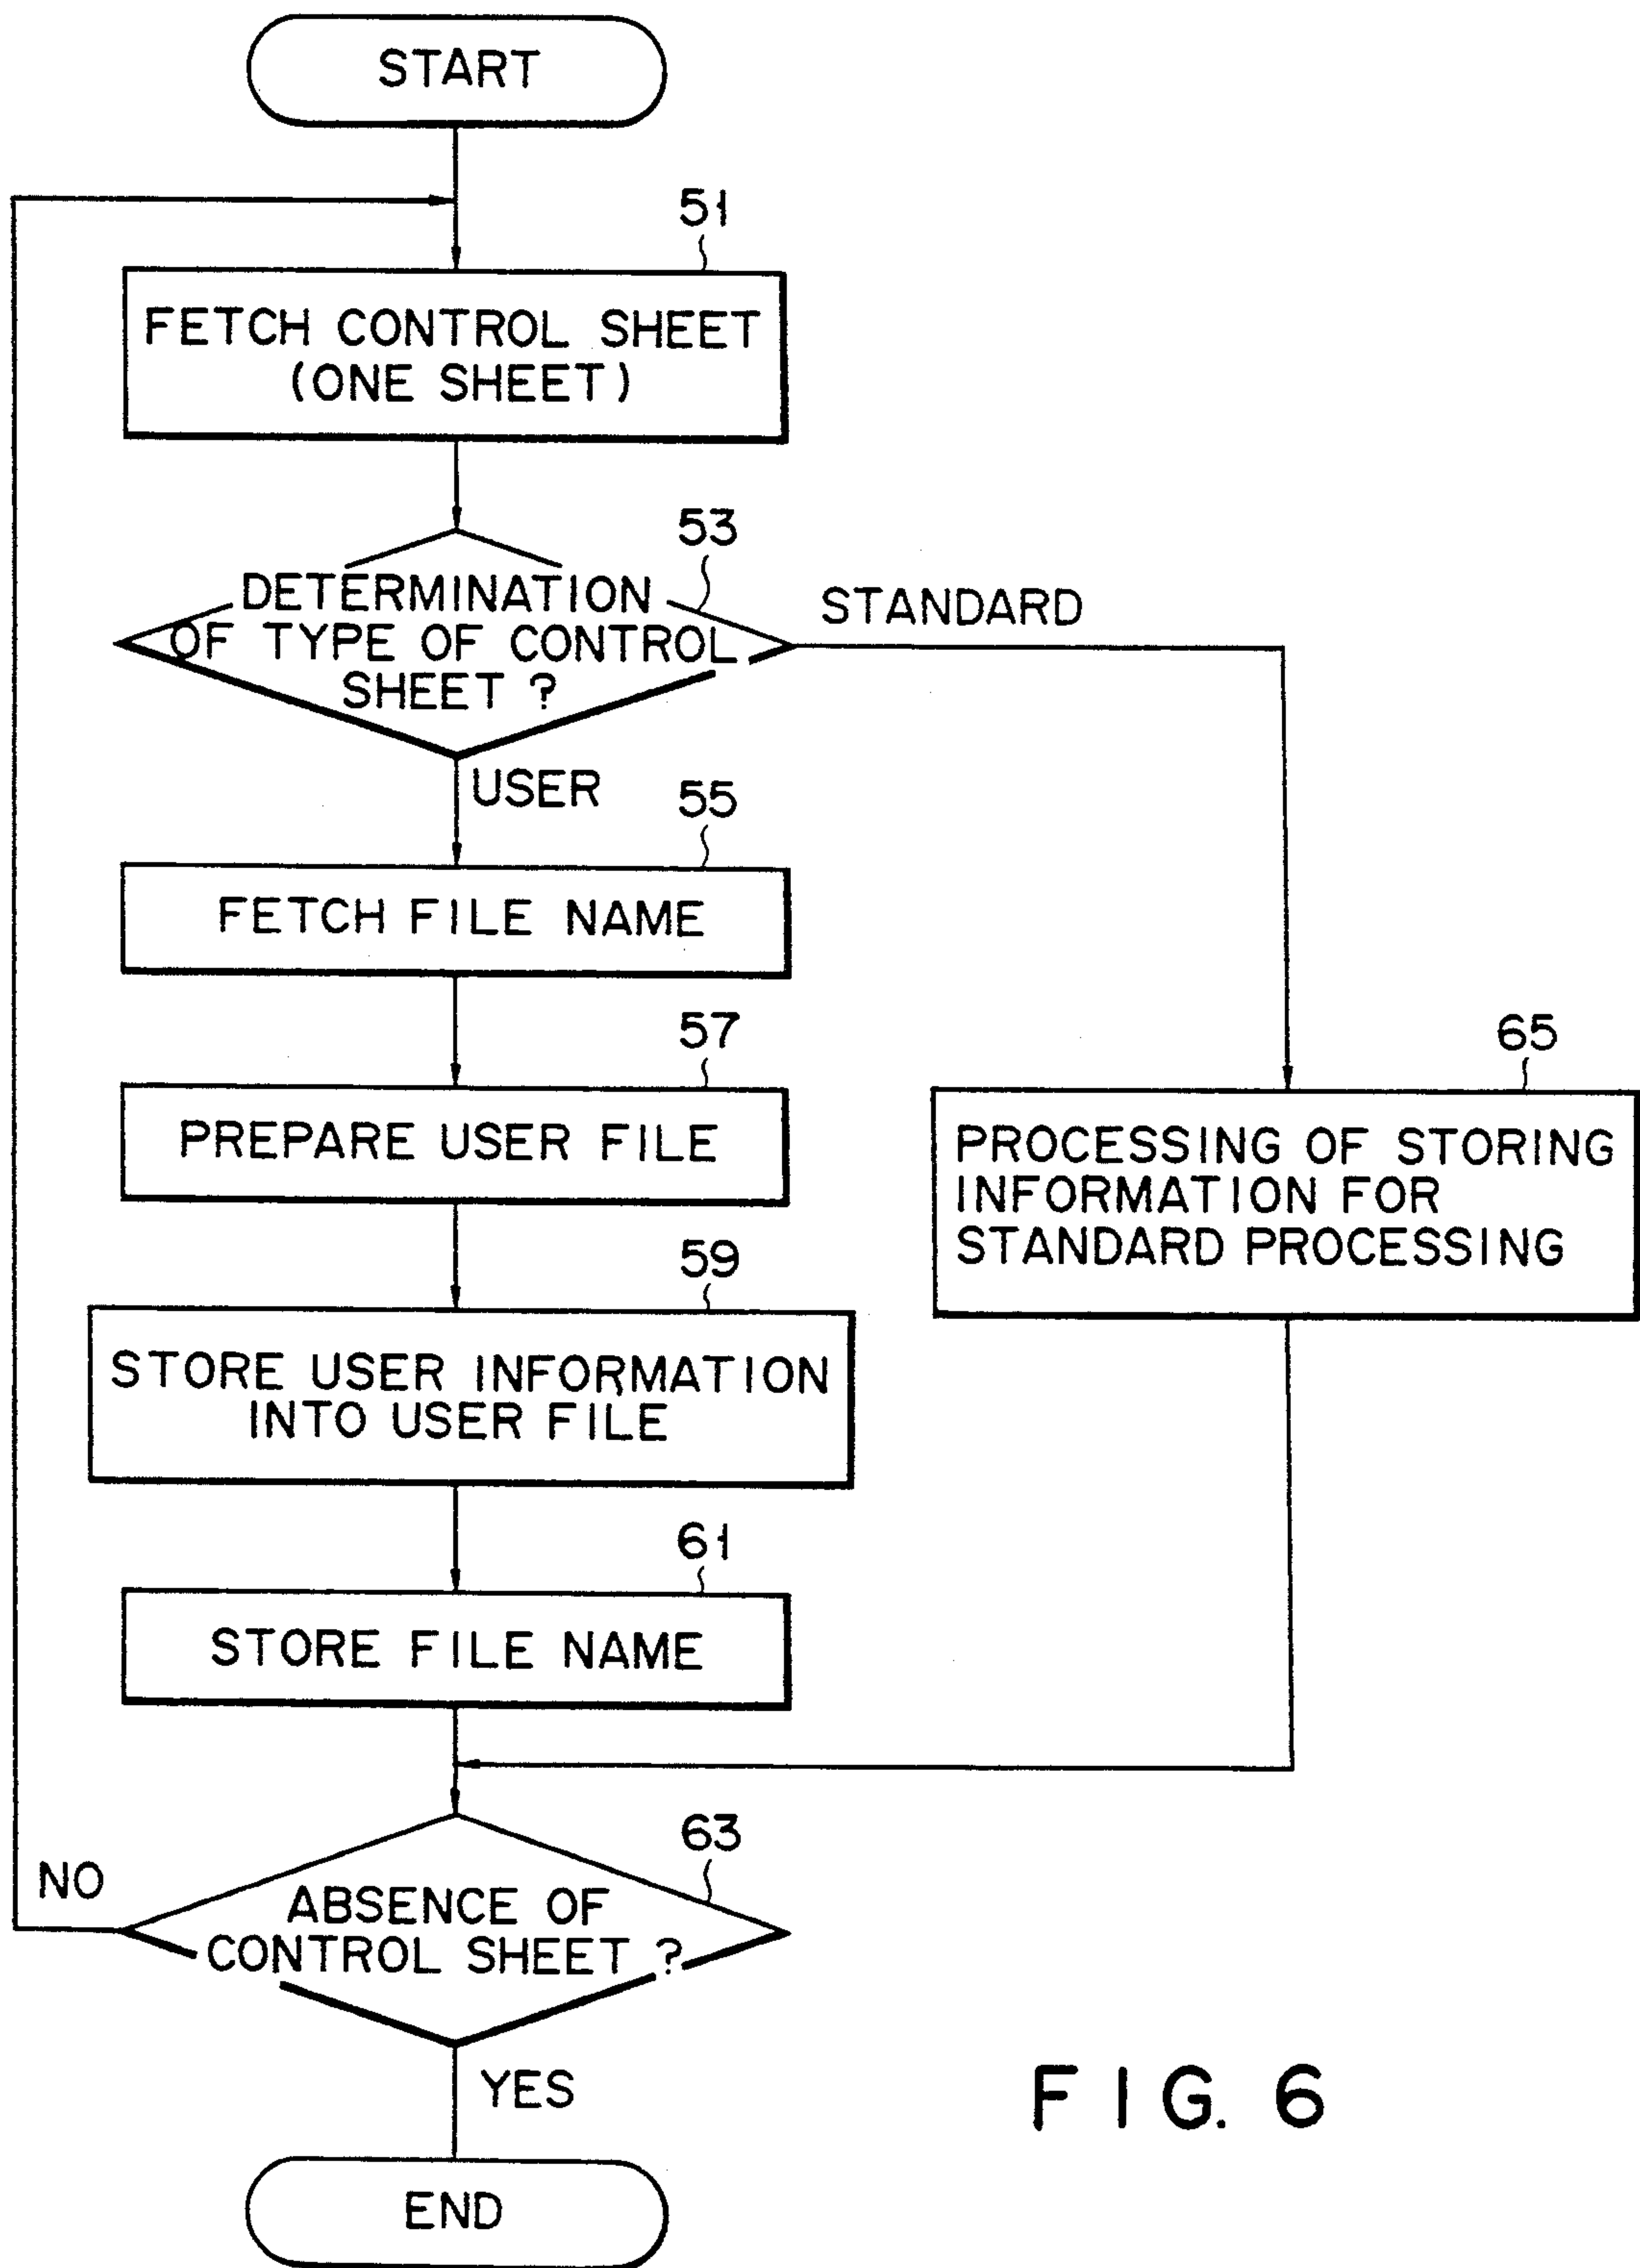 START
51
FETCH CONTROL SHEET
(ONE SHEET)
53
DETERMINATION
OF TYPE OF CONTROL
SHEET ?
STANDARD
USER
55
FETCH FILE NAME
57
PREPARE USER FILE
65
PROCESSING OF STORING
INFORMATION FOR
STANDARD PROCESSING
59
STORE USER INFORMATION
INTO USER FILE
61
STORE FILE NAME
63
NO
ABSENCE OF
CONTROL SHEET ?
YES
END
FIG. 6